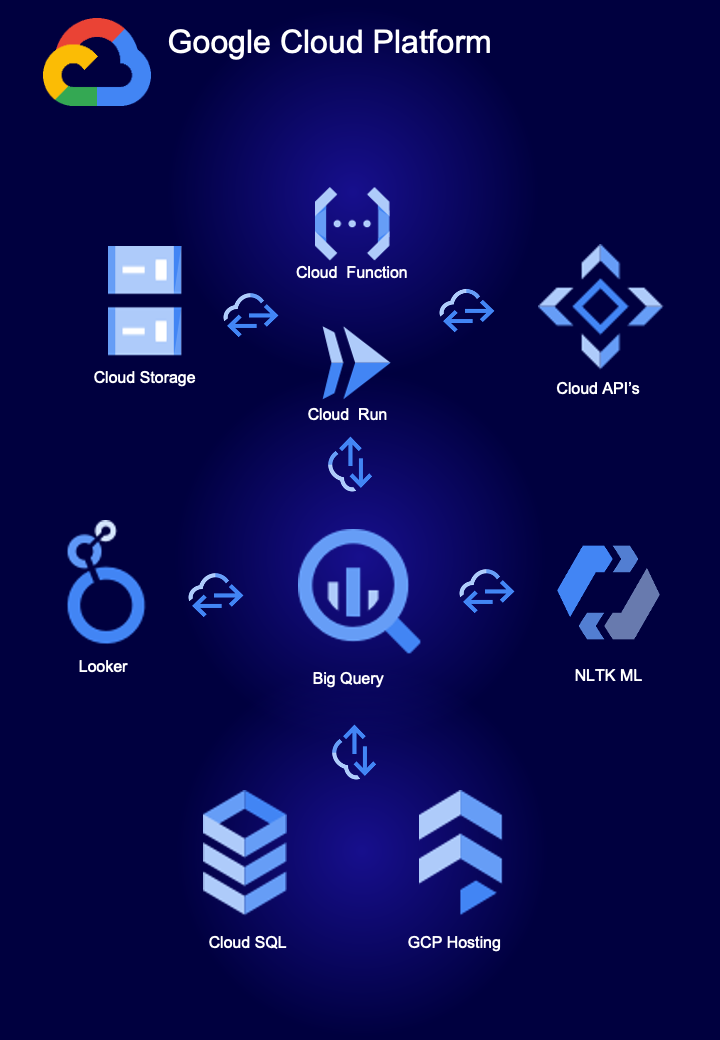 Google Cloud Platform
Cloud  Function
Cloud Storage
Cloud API’s
Cloud  Run
Looker
Big Query
NLTK ML
Cloud SQL
GCP Hosting